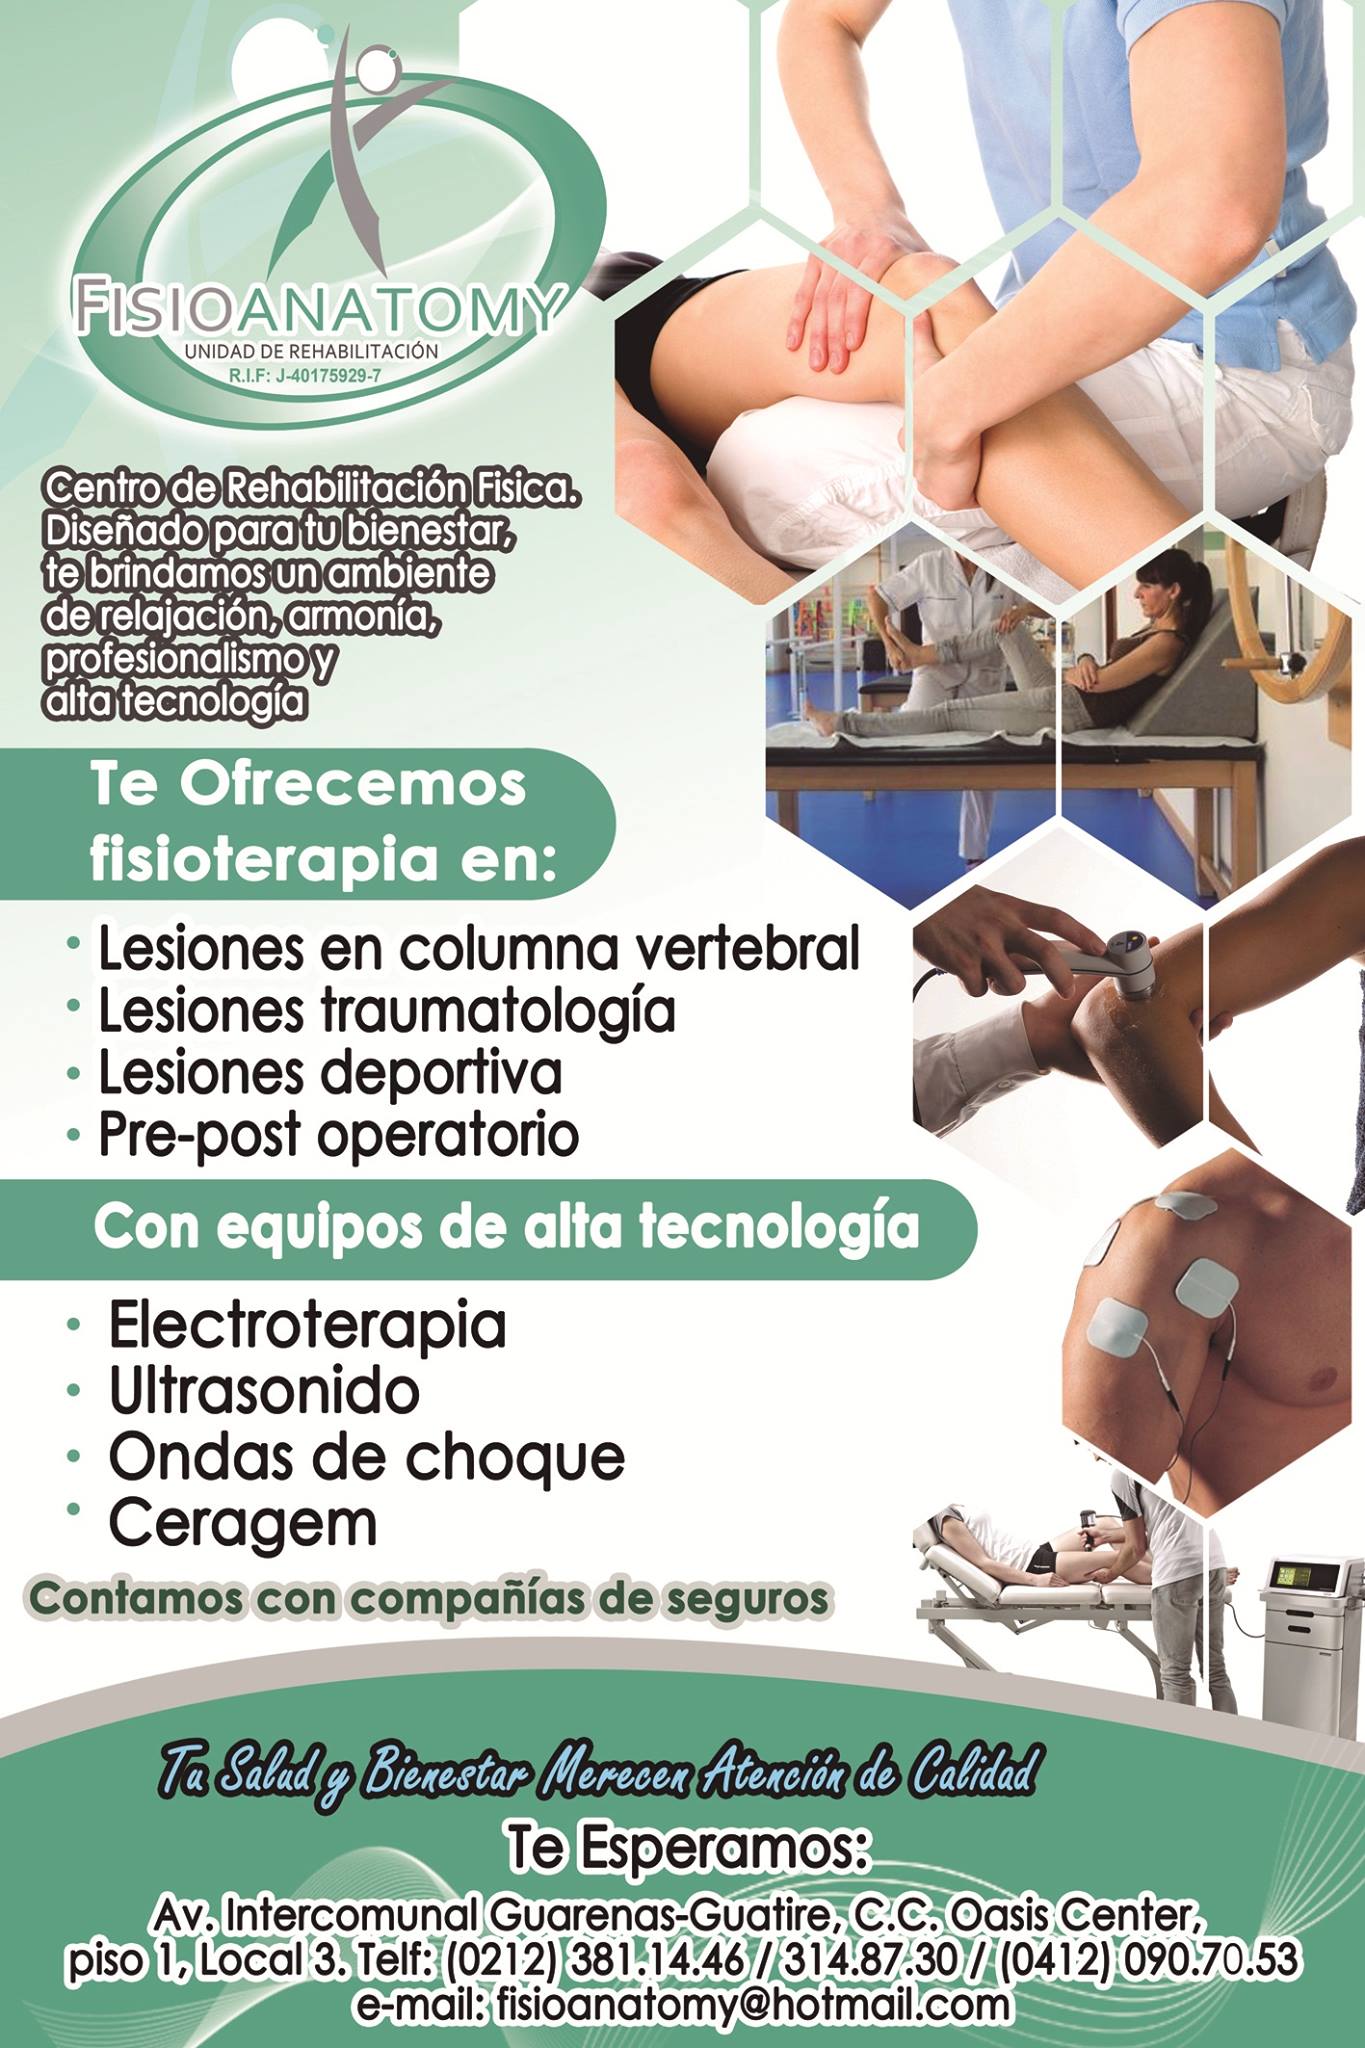 FISIOANATOMY
UNIDAD DE REHABILITACIÓN
R.I.F: J-40175929-7
Centro de Rehabilitación Fisica.
Diseñado para tu bienestar,
te brindamos un ambiente
de relajación, armonía,
profesionalismo y
alta tecnología
Te Ofrecemos
fisioterapia en:
• Lesiones en columna vertebral
• Lesiones traumatología
• Lesiones deportiva
• Pre-post operatorio
Con equipos de alta tecnología
• Electroterapia
• Ultrasonido
• Ondas de choque
• Ceragem
Contamos con compañías de seguros
Tu Salud y Bienestar Merecen Atención de Calidad
Te Esperamos:
Av. Intercomunal Guarenas-Guatire, C.C. Oasis Center,
piso 1, Local 3. Telf: (0212) 381.14.46 / 314.87.30 / (0412) 090.70.53
e-mail: fisioanatomy@hotmail.com